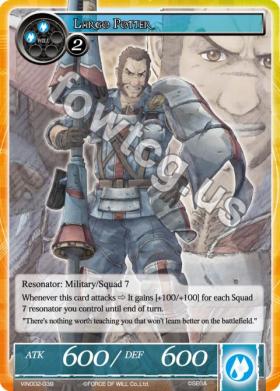 Largo Potter
WILL
2
fowtcg.us
Resonator: Military/Squad 7
Whenever this card attacks ⇨ It gains [+100/+100] for each Squad
7 resonator you control until end of turn.
"There's nothing worth teaching you that won't learn better on the battlefield."
ATK 600/ DEF 600
VIN002-039 ©FORCE OF WILL Co.,Ltd. ©SEGA